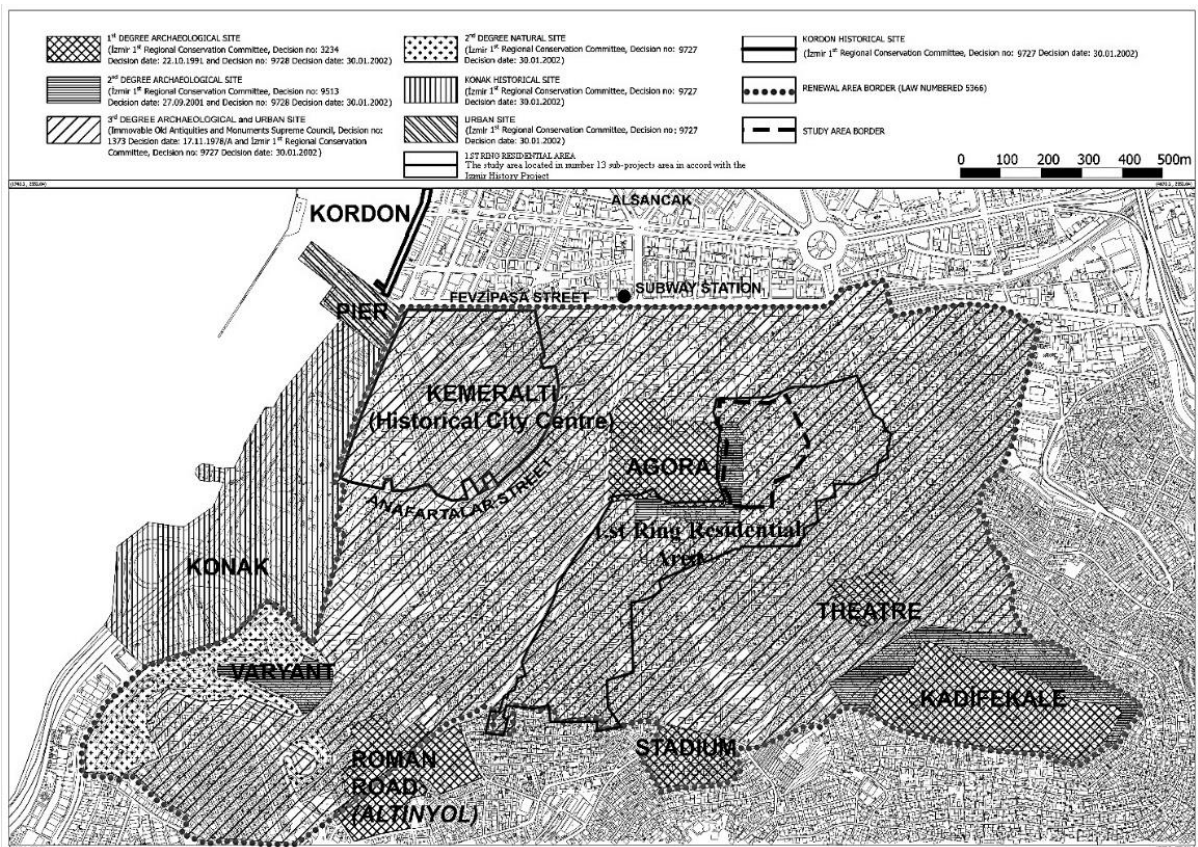 1st DEGREE ARCHAEOLOGICAL SITE
(İzmir 1st Regional Conservation Committee, Decision no: 3234
Decision date: 22.10.1991 and Decision no: 9728 Decision date: 30.01.2002)
2nd DEGREE ARCHAEOLOGICAL SITE
(İzmir 1st Regional Conservation Committee, Decision no: 9513
Decision date: 27.09.2001 and Decision no: 9728 Decision date: 30.01.2002)
3rd DEGREE ARCHAEOLOGICAL and URBAN SITE
(Immovable Old Antiquities and Monuments Supreme Council, Decision no:
1373 Decision date: 17.11.1978/A and İzmir 1st Regional Conservation
Committee, Decision no: 9727 Decision date: 30.01.2002)
2nd DEGREE NATURAL SITE
(İzmir 1st Regional Conservation Committee, Decision no: 9727
Decision date: 30.01.2002)
KONAK HISTORICAL SITE
(İzmir 1st Regional Conservation Committee, Decision no: 9727
Decision date: 30.01.2002)
URBAN SITE
(İzmir 1st Regional Conservation Committee, Decision no: 9727
Decision date: 30.01.2002)
1.ST RING RESIDENTIAL AREA
The study area located in number 13 sub-projects area in accord with the
Izmir History Project
KORDON HISTORICAL SITE
(İzmir 1st Regional Conservation Committee, Decision no: 9727 Decision date: 30.01.2002)
RENEWAL AREA BORDER (LAW NUMBERED 5366)
STUDY AREA BORDER
0 100 200 300 400 500m
KORDON
ALSANCAK
PIER
FEVZİPAŞA STREET
SUBWAY STATION
KEMERALTI
(Historical City Centre)
AGORA
ANAFARTALAR STREET
1.st Ring Residential
Area
KONAK
THEATRE
VARYANT
KADİFEKALE
ROMAN
ROAD
(ALTINYOL)
STADIUM